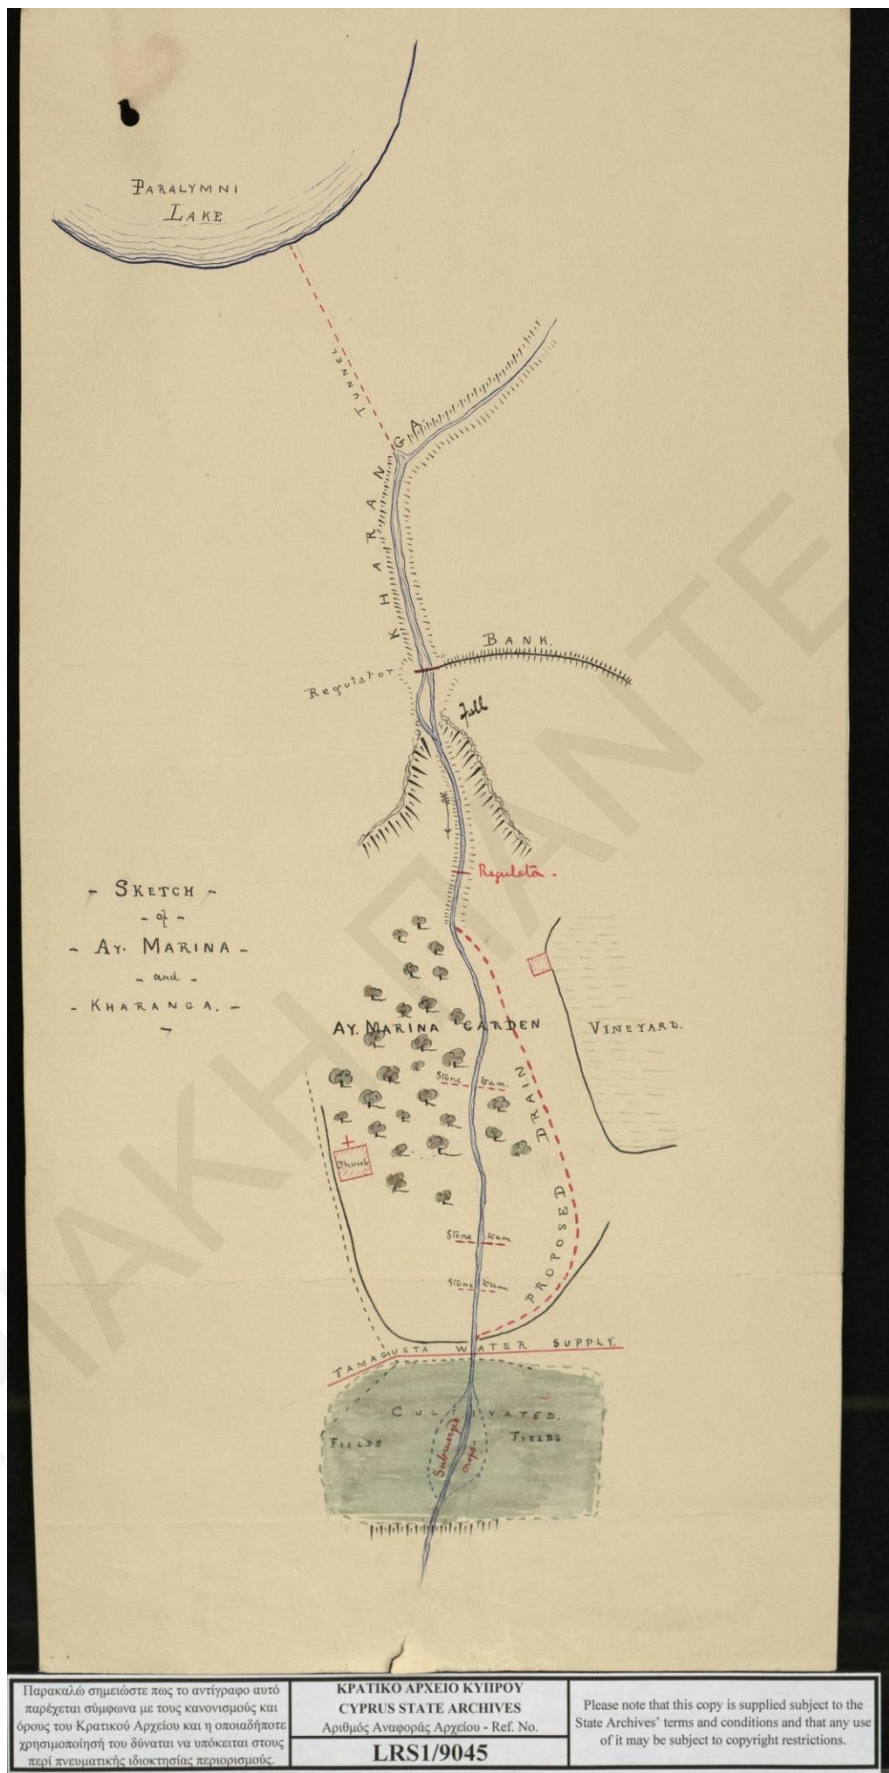 PARALYMNI
LAKE
TUNNEL
KHARANGA
BANK.
Regulator
Fall
Regulator -
- SKETCH -
- of -
- AY. MARINA -
- and -
- KHARANGA. -
AY. MARINA GARDEN
VINEYARD.
Stone Dam.
PROPOSED DRAIN
Church
Stone Dam
Stone Dam
FAMAGUSTA WATER SUPPLY.
CULTIVATED.
FIELDS
FIELDS
Submerged
crops.
Παρακαλώ σημειώστε πως το αντίγραφο αυτό
παρέχεται σύμφωνα με τους κανονισμούς και
όρους του Κρατικού Αρχείου και η οποιαδήποτε
χρησιμοποίησή του δύναται να υπόκειται στους
περί πνευματικής ιδιοκτησίας περιορισμούς.
ΚΡΑΤΙΚΟ ΑΡΧΕΙΟ ΚΥΠΡΟΥ
CYPRUS STATE ARCHIVES
Αριθμός Αναφοράς Αρχείου - Ref. No.
LRS1/9045
Please note that this copy is supplied subject to the
State Archives' terms and conditions and that any use
of it may be subject to copyright restrictions.